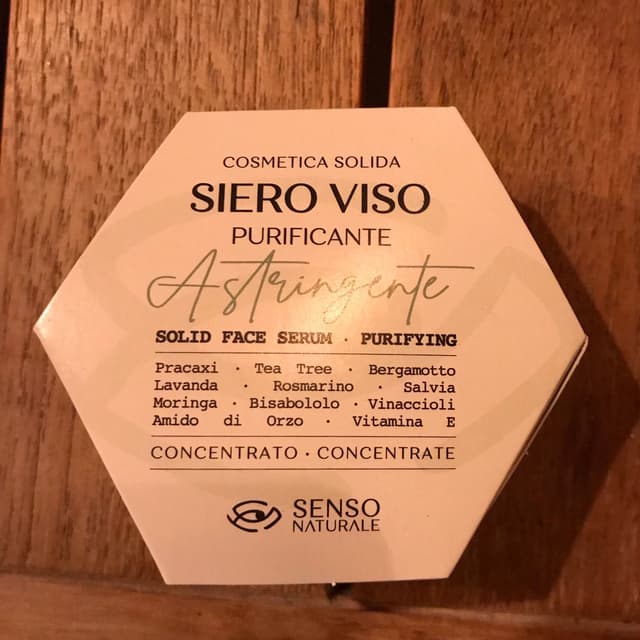 COSMETICA SOLIDA
SIERO VISO
PURIFICANTE
Astringente
SOLID FACE SERUM · PURIFYING
Pracaxi · Tea Tree · Bergamotto
Lavanda · Rosmarino · Salvia
Moringa · Bisabololo · Vinaccioli
Amido di Orzo · Vitamina E
CONCENTRATO · CONCENTRATE
SENSO
NATURALE